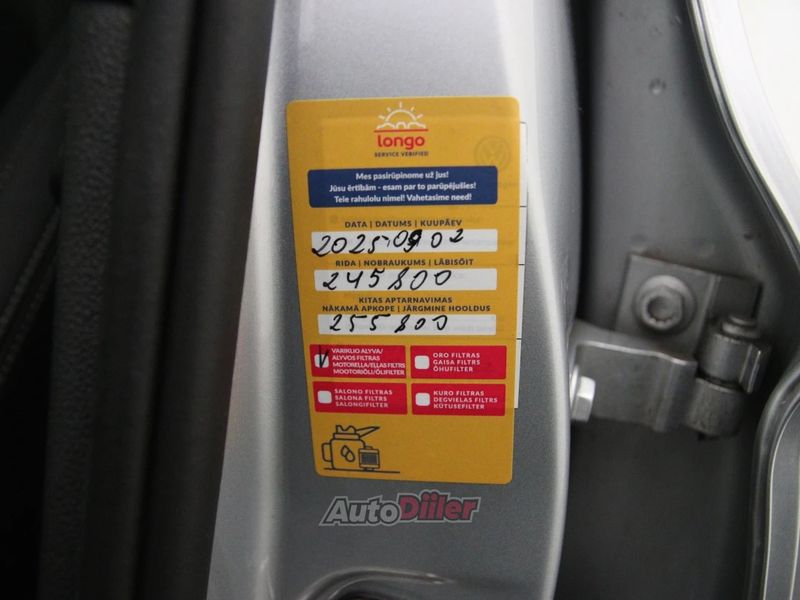 longo
SERVICE VERIFIED
Mes pasirūpinome už jus!
Jūsu ērtībām - esam par to parūpējušies!
Teie rahulolu nimel! Vahetasime need!
DATA | DATUMS | KUUPÄEV
2025-09 02
RIDA | NOBRAUKUMS | LÄBISÕIT
245800
KITAS APTARNAVIMAS
NĀKAMĀ APKOPE | JÄRGMINE HOOLDUS
255800
VARIKLIO ALYVA/
ALYVOS FILTRAS
MOTOREĻĻA/EĻĻAS FILTRS
MOOTORIÕLI/ÕLIFILTER
ORO FILTRAS
GAISA FILTRS
ÕHUFILTER
SALONO FILTRAS
SALONA FILTRS
SALONGIFILTER
KURO FILTRAS
DEGVIELAS FILTRS
KÜTUSEFILTER
AutoDiiler